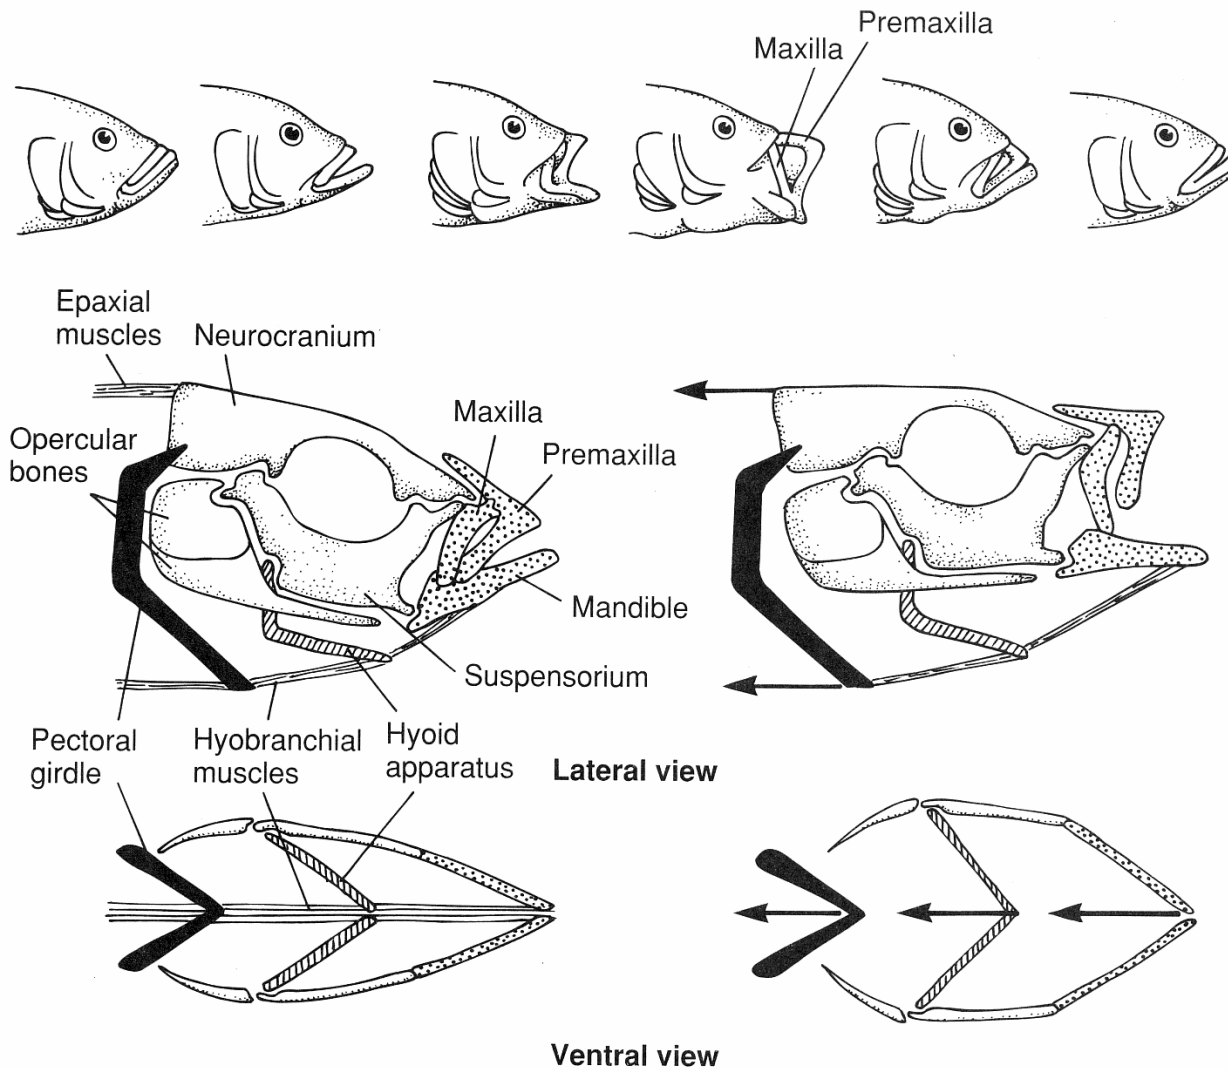 Premaxilla
Maxilla
Epaxial
muscles
Neurocranium
Maxilla
Opercular
bones
Premaxilla
Mandible
Suspensorium
Pectoral
girdle
Hyobranchial
muscles
Hyoid
apparatus
Lateral view
Ventral view